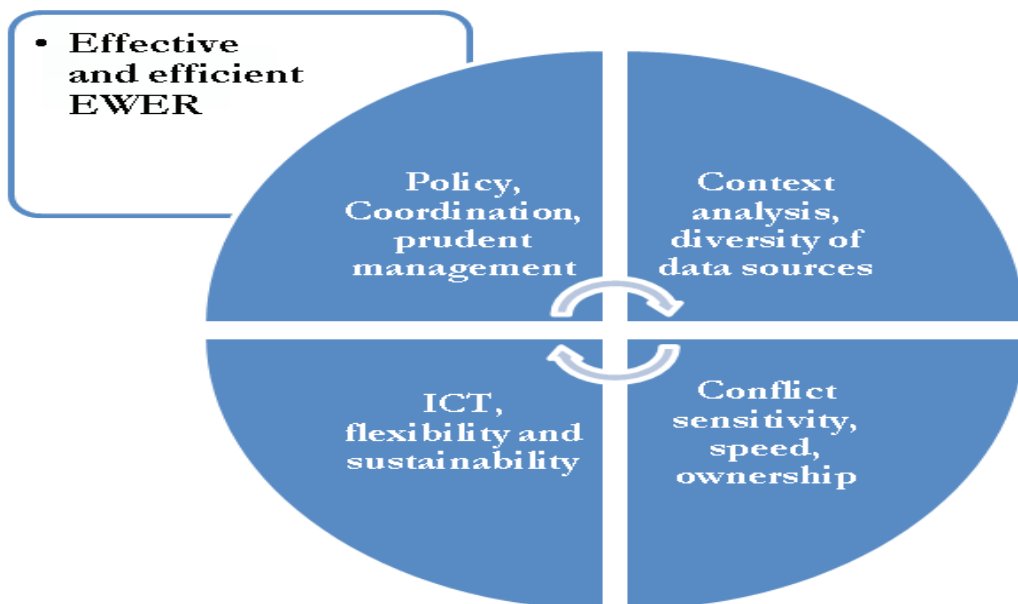 • Effective
and efficient
EWER
Policy,
Coordination,
prudent
management
Context
analysis,
diversity of
data sources
ICT,
flexibility and
sustainability
Conflict
sensitivity,
speed,
ownership